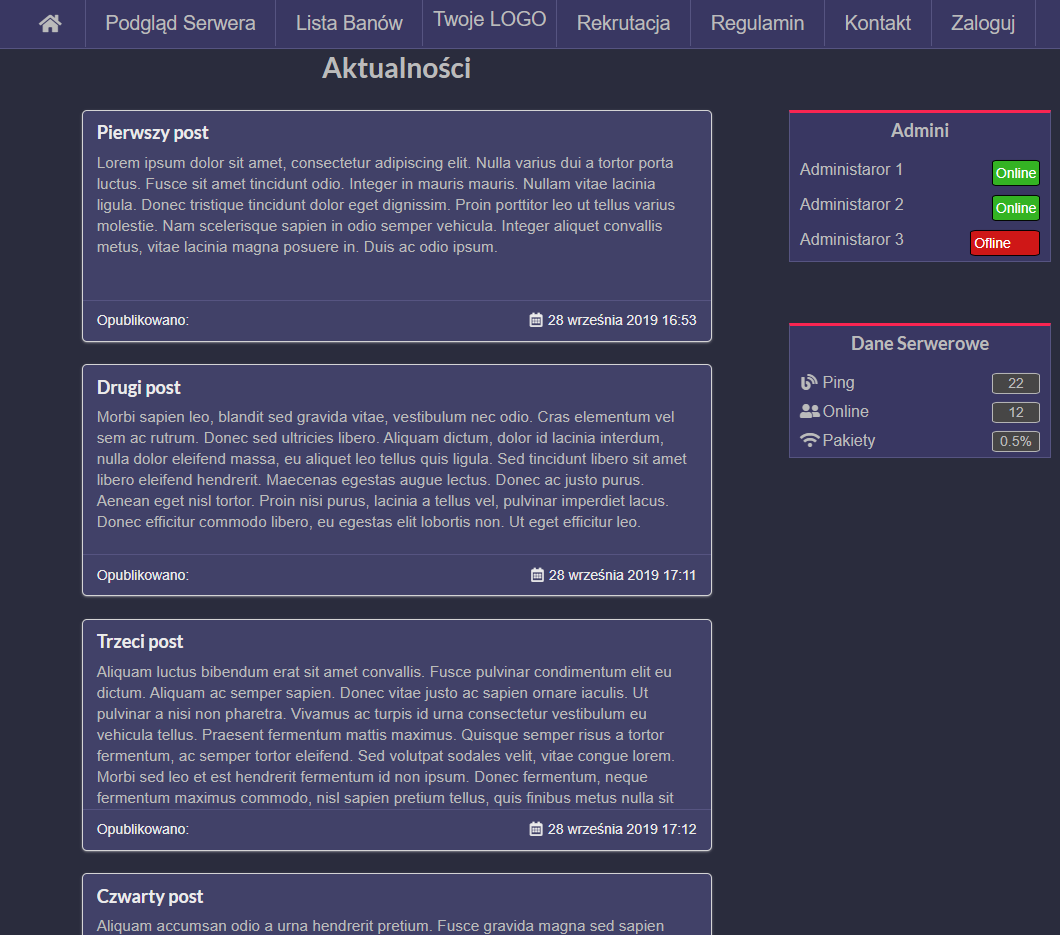 Podgląd Serwera
Lista Banów
Twoje LOGO
Rekrutacja
Regulamin
Kontakt
Zaloguj
Aktualności
Pierwszy post
Lorem ipsum dolor sit amet, consectetur adipiscing elit. Nulla varius dui a tortor porta
luctus. Fusce sit amet tincidunt odio. Integer in mauris mauris. Nullam vitae lacinia
ligula. Donec tristique tincidunt dolor eget dignissim. Proin porttitor leo ut tellus varius
molestie. Nam scelerisque sapien in odio semper vehicula. Integer aliquet convallis
metus, vitae lacinia magna posuere in. Duis ac odio ipsum.
Opublikowano: 28 września 2019 16:53
Drugi post
Morbi sapien leo, blandit sed gravida vitae, vestibulum nec odio. Cras elementum vel
sem ac rutrum. Donec sed ultricies libero. Aliquam dictum, dolor id lacinia interdum,
nulla dolor eleifend massa, eu aliquet leo tellus quis ligula. Sed tincidunt libero sit amet
libero eleifend hendrerit. Maecenas egestas augue lectus. Donec ac justo purus.
Aenean eget nisl tortor. Proin nisi purus, lacinia a tellus vel, pulvinar imperdiet lacus.
Donec efficitur commodo libero, eu egestas elit lobortis non. Ut eget efficitur leo.
Opublikowano: 28 września 2019 17:11
Trzeci post
Aliquam luctus bibendum erat sit amet convallis. Fusce pulvinar condimentum elit eu
dictum. Aliquam ac semper sapien. Donec vitae justo ac sapien ornare iaculis. Ut
pulvinar a nisi non pharetra. Vivamus ac turpis id urna consectetur vestibulum eu
vehicula tellus. Praesent fermentum mattis maximus. Quisque semper risus a tortor
fermentum, ac semper tortor eleifend. Sed volutpat sodales velit, vitae congue lorem.
Morbi sed leo et est hendrerit fermentum id non ipsum. Donec fermentum, neque
fermentum maximus commodo, nisl sapien pretium tellus, quis finibus metus nulla sit
Opublikowano: 28 września 2019 17:12
Czwarty post
Aliquam accumsan odio a urna hendrerit pretium. Fusce gravida magna sed sapien
Admini
Administaror 1 Online
Administaror 2 Online
Administaror 3 Ofline
Dane Serwerowe
Ping 22
Online 12
Pakiety 0.5%